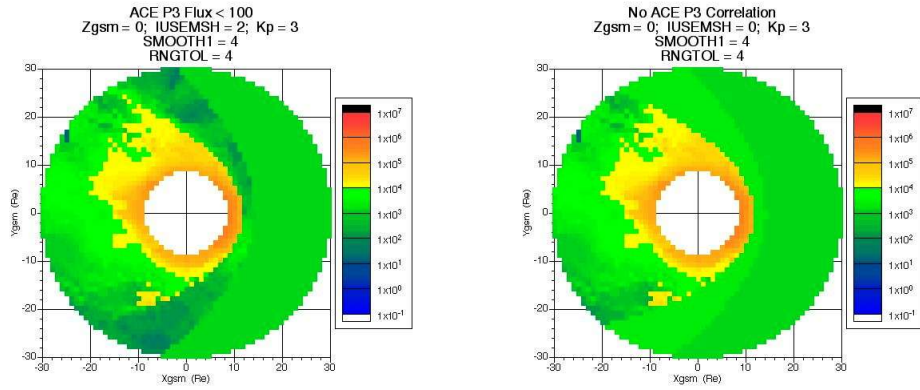 ACE P3 Flux < 100
Zgsm = 0; IUSEMSH = 2; Kp = 3
SMOOTH1 = 4
RNGTOL = 4
30
20
10
0
-10
-20
-30
Ygsm (Re)
-30 -20 -10 0 10 20 30
Xgsm (Re)
1x10⁷
1x10⁶
1x10⁵
1x10⁴
1x10³
1x10²
1x10¹
1x10⁰
1x10⁻¹
No ACE P3 Correlation
Zgsm = 0; IUSEMSH = 0; Kp = 3
SMOOTH1 = 4
RNGTOL = 4
30
20
10
0
-10
-20
-30
Ygsm (Re)
-30 -20 -10 0 10 20 30
Xgsm (Re)
1x10⁷
1x10⁶
1x10⁵
1x10⁴
1x10³
1x10²
1x10¹
1x10⁰
1x10⁻¹